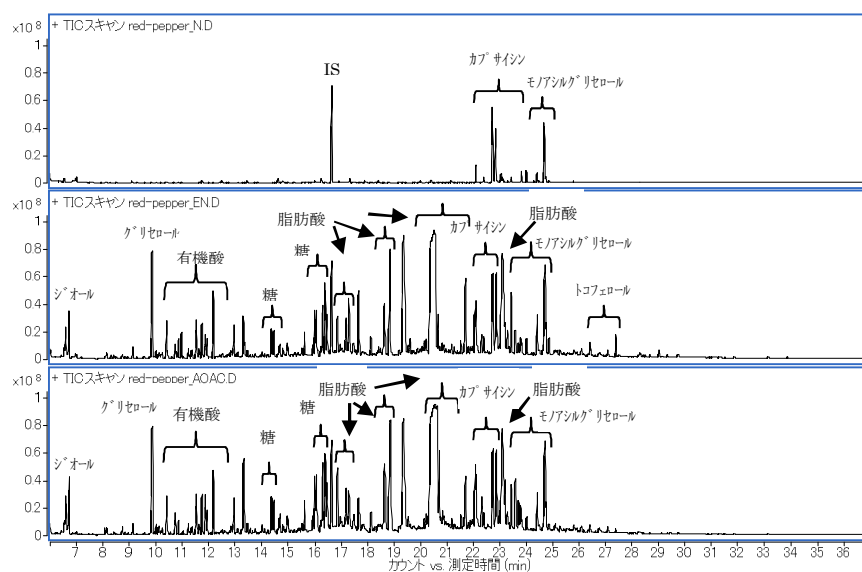 ×10 8 + TICスキャン red-pepper_N.D
1
0.8
0.6
0.4
0.2
0
IS
カプサイシン
モノアシルグリセロール
×10 8 + TICスキャン red-pepper_EN.D
1
0.8
0.6
0.4
0.2
0
ジオール
グリセロール
有機酸
糖
糖
脂肪酸
カプサイシン
脂肪酸
モノアシルグリセロール
トコフェロール
×10 8 + TICスキャン red-pepper_AOAC.D
1
0.8
0.6
0.4
0.2
0
ジオール
グリセロール
有機酸
糖
糖
脂肪酸
カプサイシン
脂肪酸
モノアシルグリセロール
7 8 9 10 11 12 13 14 15 16 17 18 19 20 21 22 23 24 25 26 27 28 29 30 31 32 33 34 35 36
カウント vs. 測定時間 (min)